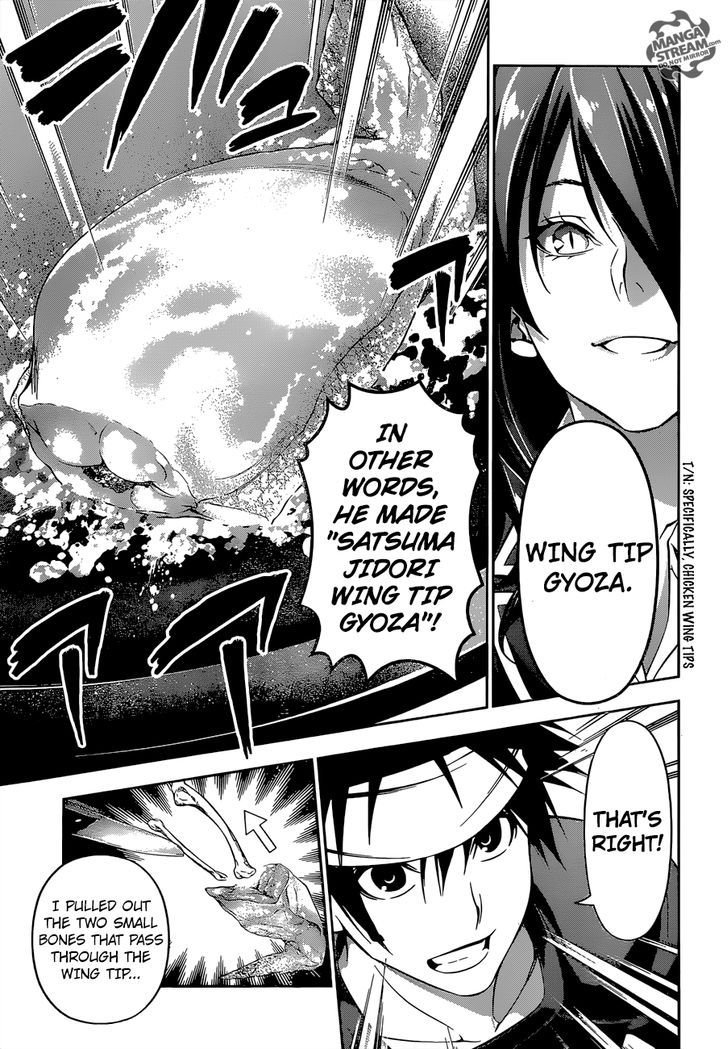 MANGA
STREAM.com
DO NOT MIRROR
WING TIP
GYOZA.
T/N: SPECIFICALLY, CHICKEN WING TIPS
IN
OTHER
WORDS,
HE MADE
"SATSUMA
JIDORI
WING TIP
GYOZA"!
THAT'S
RIGHT!
I PULLED OUT
THE TWO SMALL
BONES THAT PASS
THROUGH THE
WING TIP...